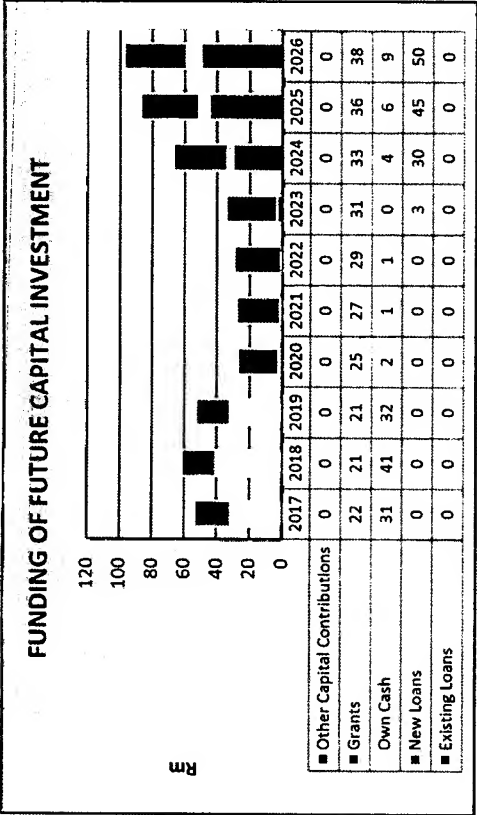 FUNDING OF FUTURE CAPITAL INVESTMENT
Rm
120
100
80
60
40
20
0
2017 2018 2019 2020 2021 2022 2023 2024 2025 2026
Other Capital Contributions 0 0 0 0 0 0 0 0 0 0
Grants 22 21 21 25 27 29 31 33 36 38
Own Cash 31 41 32 2 1 1 0 4 6 9
New Loans 0 0 0 0 0 0 3 30 45 50
Existing Loans 0 0 0 0 0 0 0 0 0 0